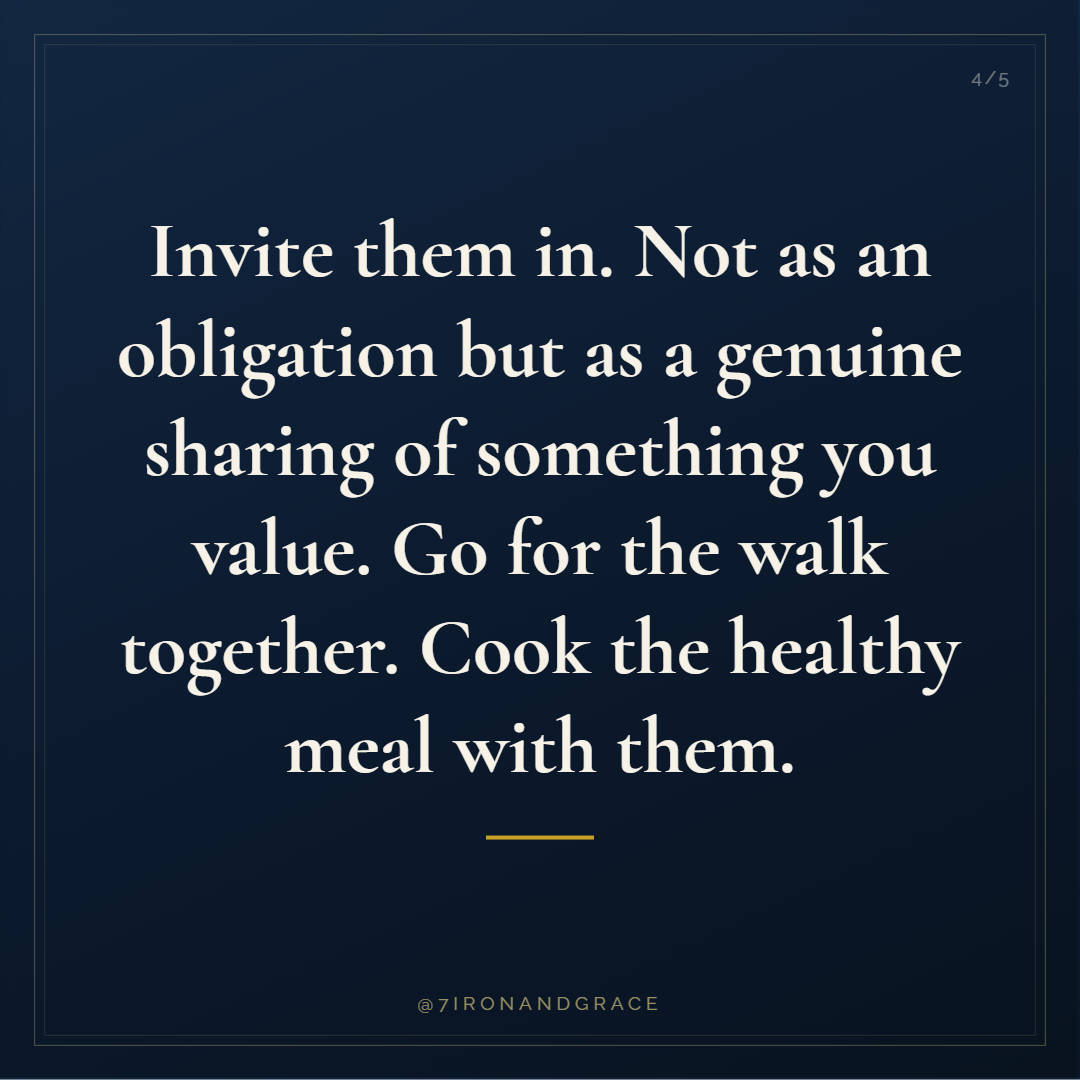 4/5
Invite them in. Not as an
obligation but as a genuine
sharing of something you
value. Go for the walk
together. Cook the healthy
meal with them.
@7IRONANDGRACE